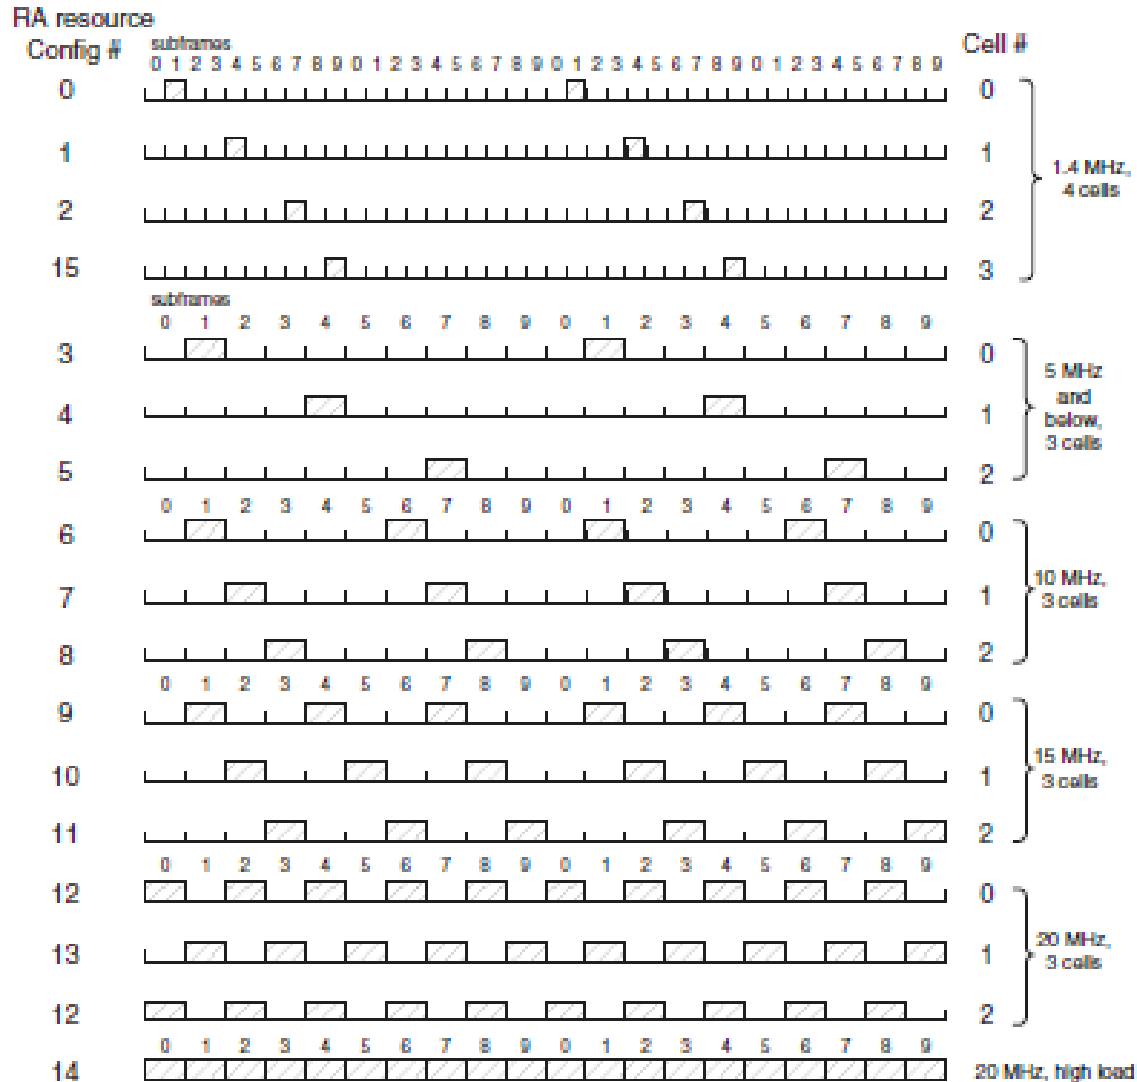 RA resource
Config # subframes Cell #
0 1 2 3 4 5 6 7 8 9 0 1 2 3 4 5 6 7 8 9 0 1 2 3 4 5 6 7 8 9 0 1 2 3 4 5 6 7 8 9
0 0
1 1
1.4 MHz,
4 cells
2 2
15 3
subframes
0 1 2 3 4 5 6 7 8 9 0 1 2 3 4 5 6 7 8 9
3 0
5 MHz
and
below,
3 cells
4 1
5 2
0 1 2 3 4 5 6 7 8 9 0 1 2 3 4 5 6 7 8 9
6 0
10 MHz,
3 cells
7 1
8 2
0 1 2 3 4 5 6 7 8 9 0 1 2 3 4 5 6 7 8 9
9 0
15 MHz,
3 cells
10 1
11 2
0 1 2 3 4 5 6 7 8 9 0 1 2 3 4 5 6 7 8 9
12 0
13 1
20 MHz,
3 cells
12 2
0 1 2 3 4 5 6 7 8 9 0 1 2 3 4 5 6 7 8 9
14 20 MHz, high load